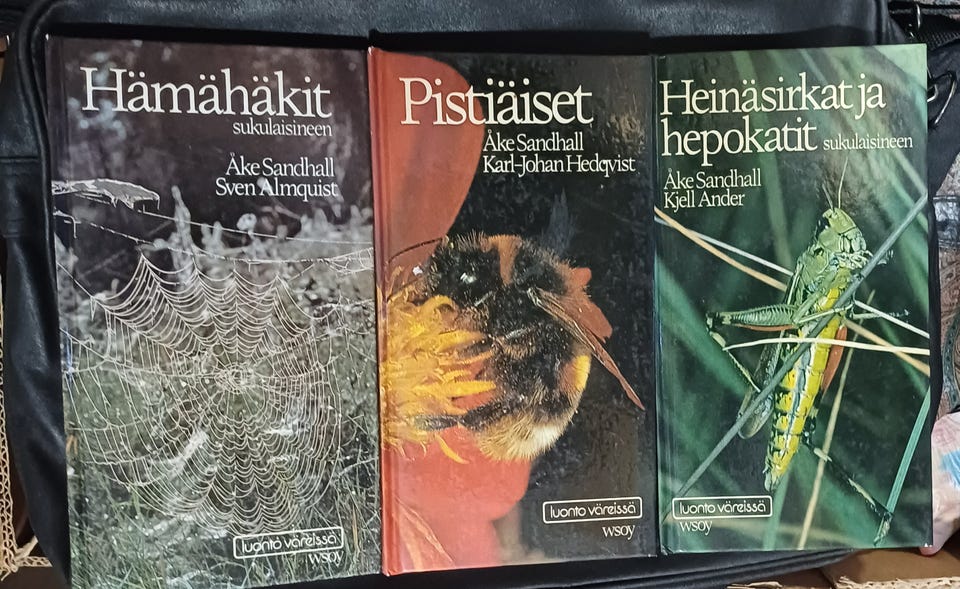 Hämähäkit
sukulaisineen
Åke Sandhall
Sven Almquist
luonto väreissä
wsoy
Pistiäiset
Åke Sandhall
Karl-Johan Hedqvist
luonto väreissä
wsoy
Heinäsirkat ja
hepokatit sukulaisineen
Åke Sandhall
Kjell Ander
luonto väreissä
wsoy